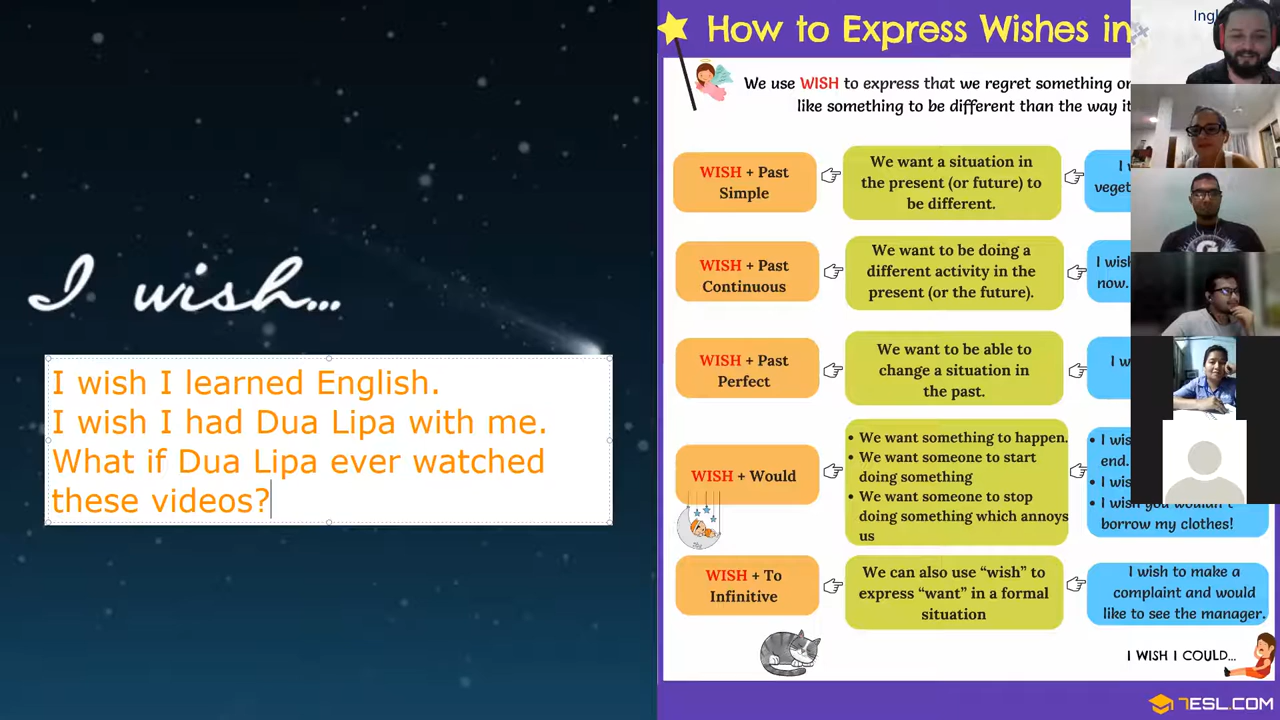 I wish...
I wish I learned English.
I wish I had Dua Lipa with me.
What if Dua Lipa ever watched
these videos?
How to Express Wishes in
We use WISH to express that we regret something or
like something to be different than the way it
WISH + Past
Simple
We want a situation in
the present (or future) to
be different.
I
WISH + Past
Continuous
We want to be doing a
different activity in the
present (or the future).
I wish
now.
WISH + Past
Perfect
We want to be able to
change a situation in
the past.
I
WISH + Would
• We want something to happen.
• We want someone to start
doing something
• We want someone to stop
doing something which annoys
us
• I wish
end.
• I wish
• I wish you wouldn't
borrow my clothes!
WISH + To
Infinitive
We can also use “wish” to
express “want” in a formal
situation
I wish to make a
complaint and would
like to see the manager.
I WISH I COULD...
7ESL.COM